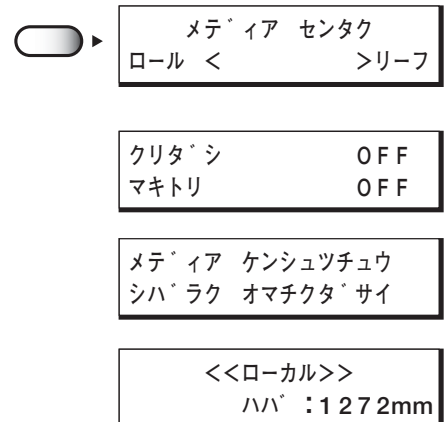 メディア センタク
ロール < >リーフ
クリダシ OFF
マキトリ OFF
メディア ケンシュツチュウ
シバラク オマチクダサイ
<<ローカル>>
ハバ :1272mm